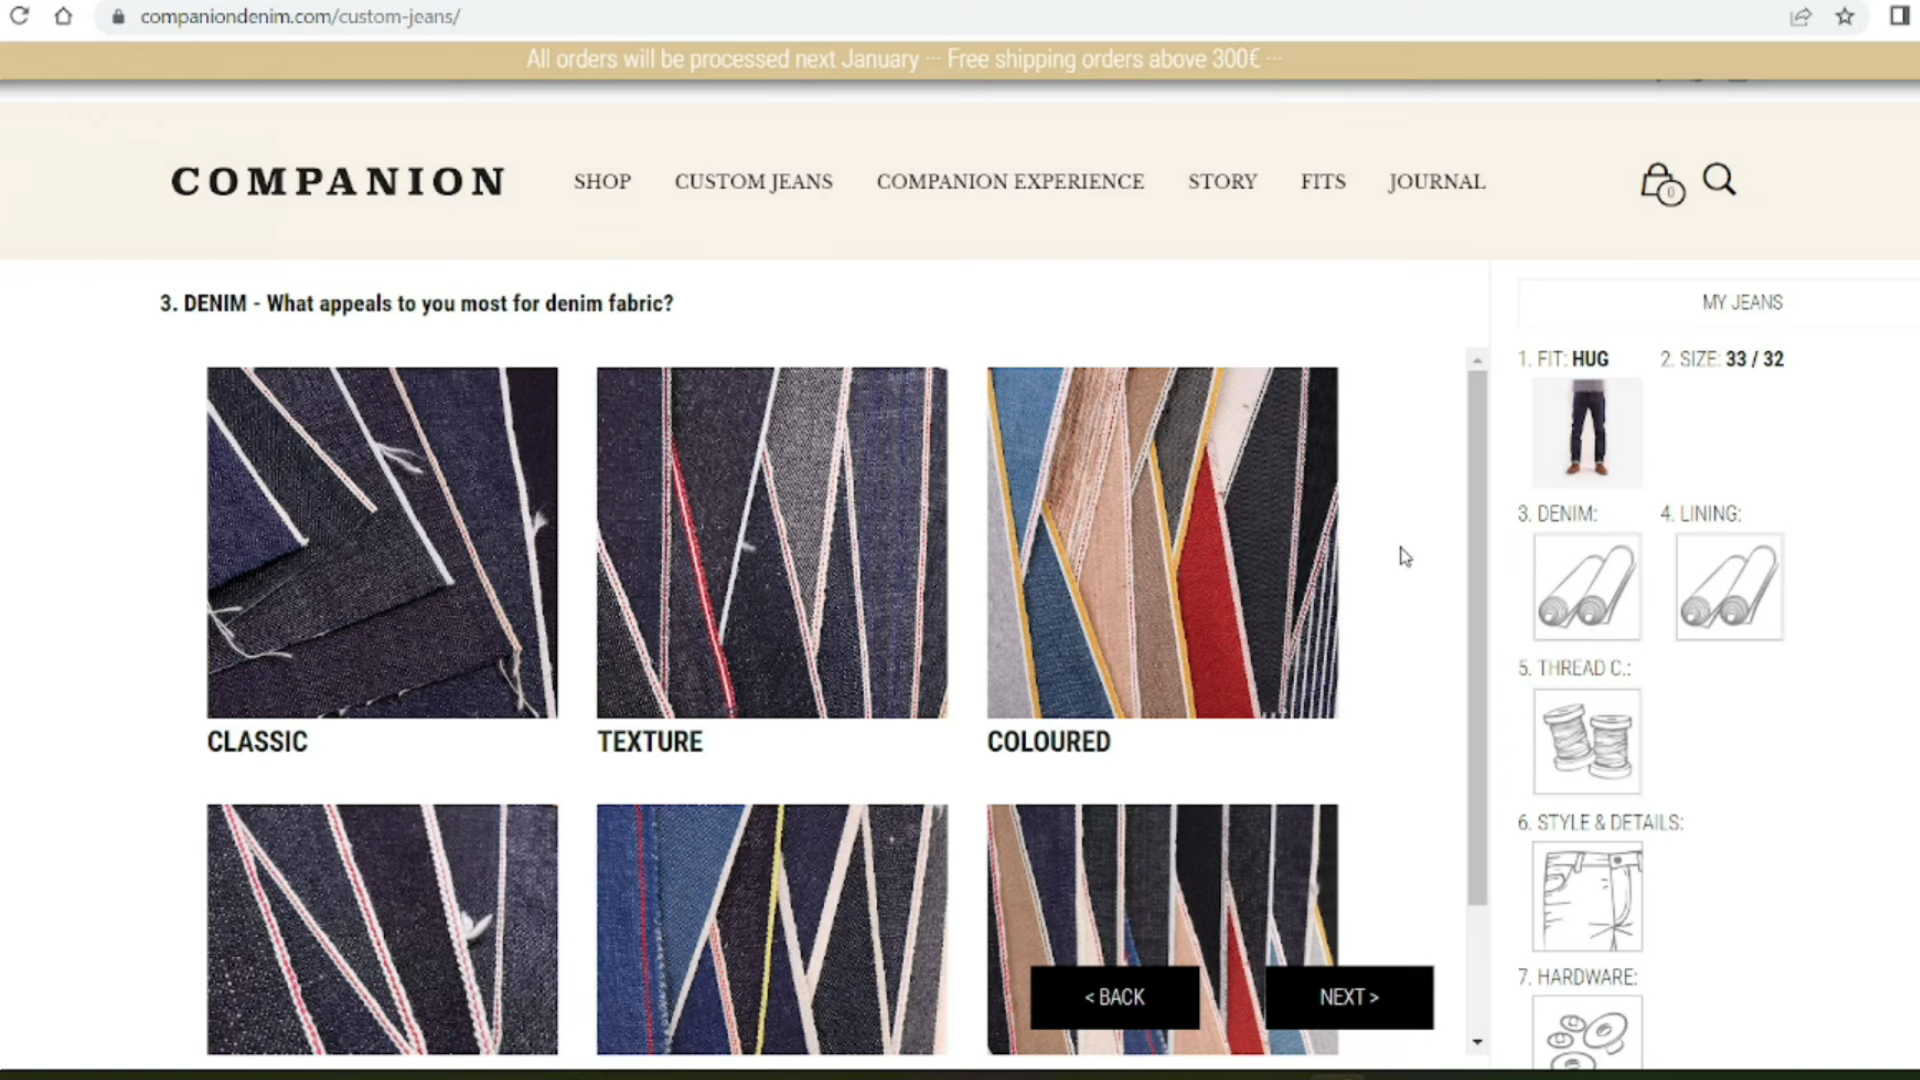 companiondenim.com/custom-jeans/
All orders will be processed next January ··· Free shipping orders above 300€ ···
COMPANION
SHOP CUSTOM JEANS COMPANION EXPERIENCE STORY FITS JOURNAL
0
3. DENIM - What appeals to you most for denim fabric?
CLASSIC
TEXTURE
COLOURED
< BACK
NEXT >
MY JEANS
1. FIT: HUG
2. SIZE: 33 / 32
3. DENIM:
4. LINING:
5. THREAD C.:
6. STYLE & DETAILS:
7. HARDWARE: